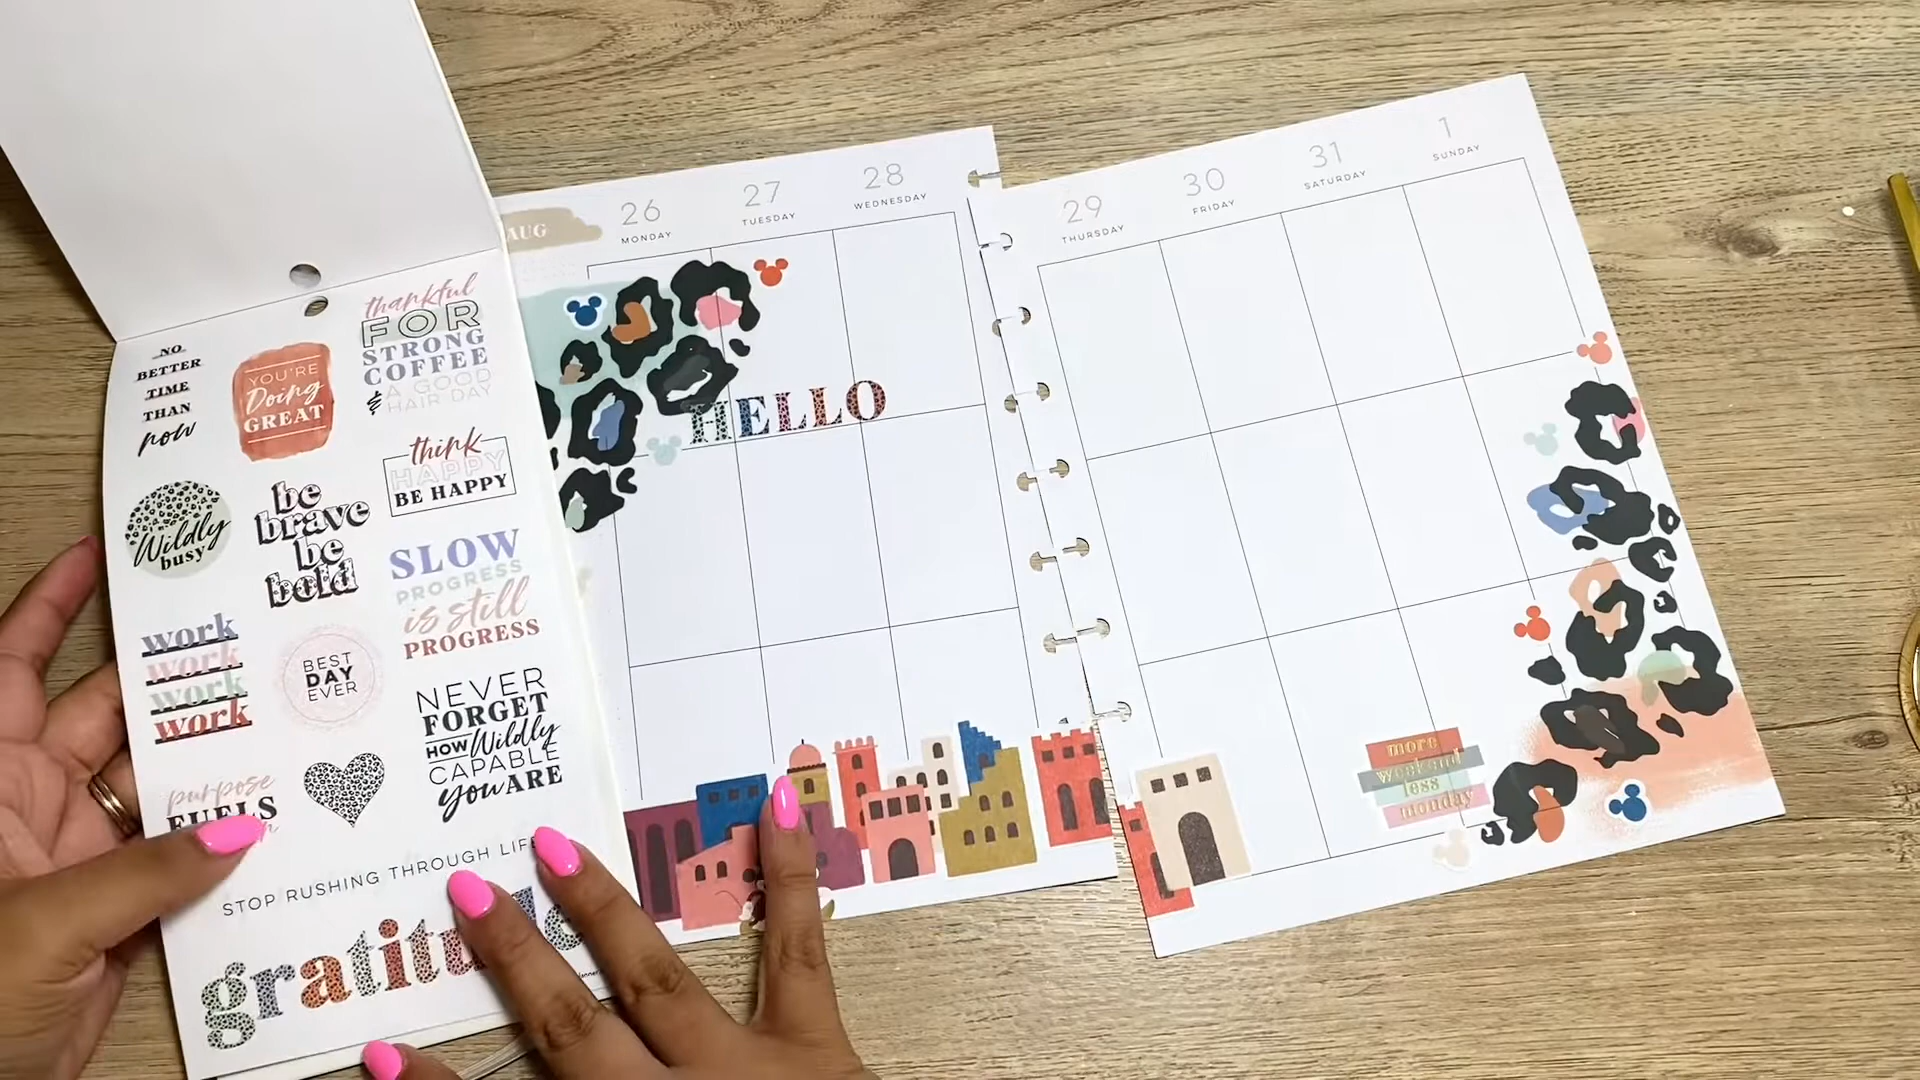 NO
BETTER
TIME
THAN
now
YOU'RE
Doing
GREAT
thankful
FOR
STRONG
COFFEE
& A GOOD
HAIR DAY
Wildly
busy
be
brave
be
bold
think
HAPPY
BE HAPPY
SLOW
PROGRESS
is still
PROGRESS
work
work
work
work
BEST
DAY
EVER
NEVER
FORGET
HOW Wildly
CAPABLE
you ARE
purpose
FUELS
STOP RUSHING THROUGH LIFE
gratitude
AUG
26
MONDAY
27
TUESDAY
28
WEDNESDAY
HELLO
29
THURSDAY
30
FRIDAY
31
SATURDAY
1
SUNDAY
more
weekend
less
monday